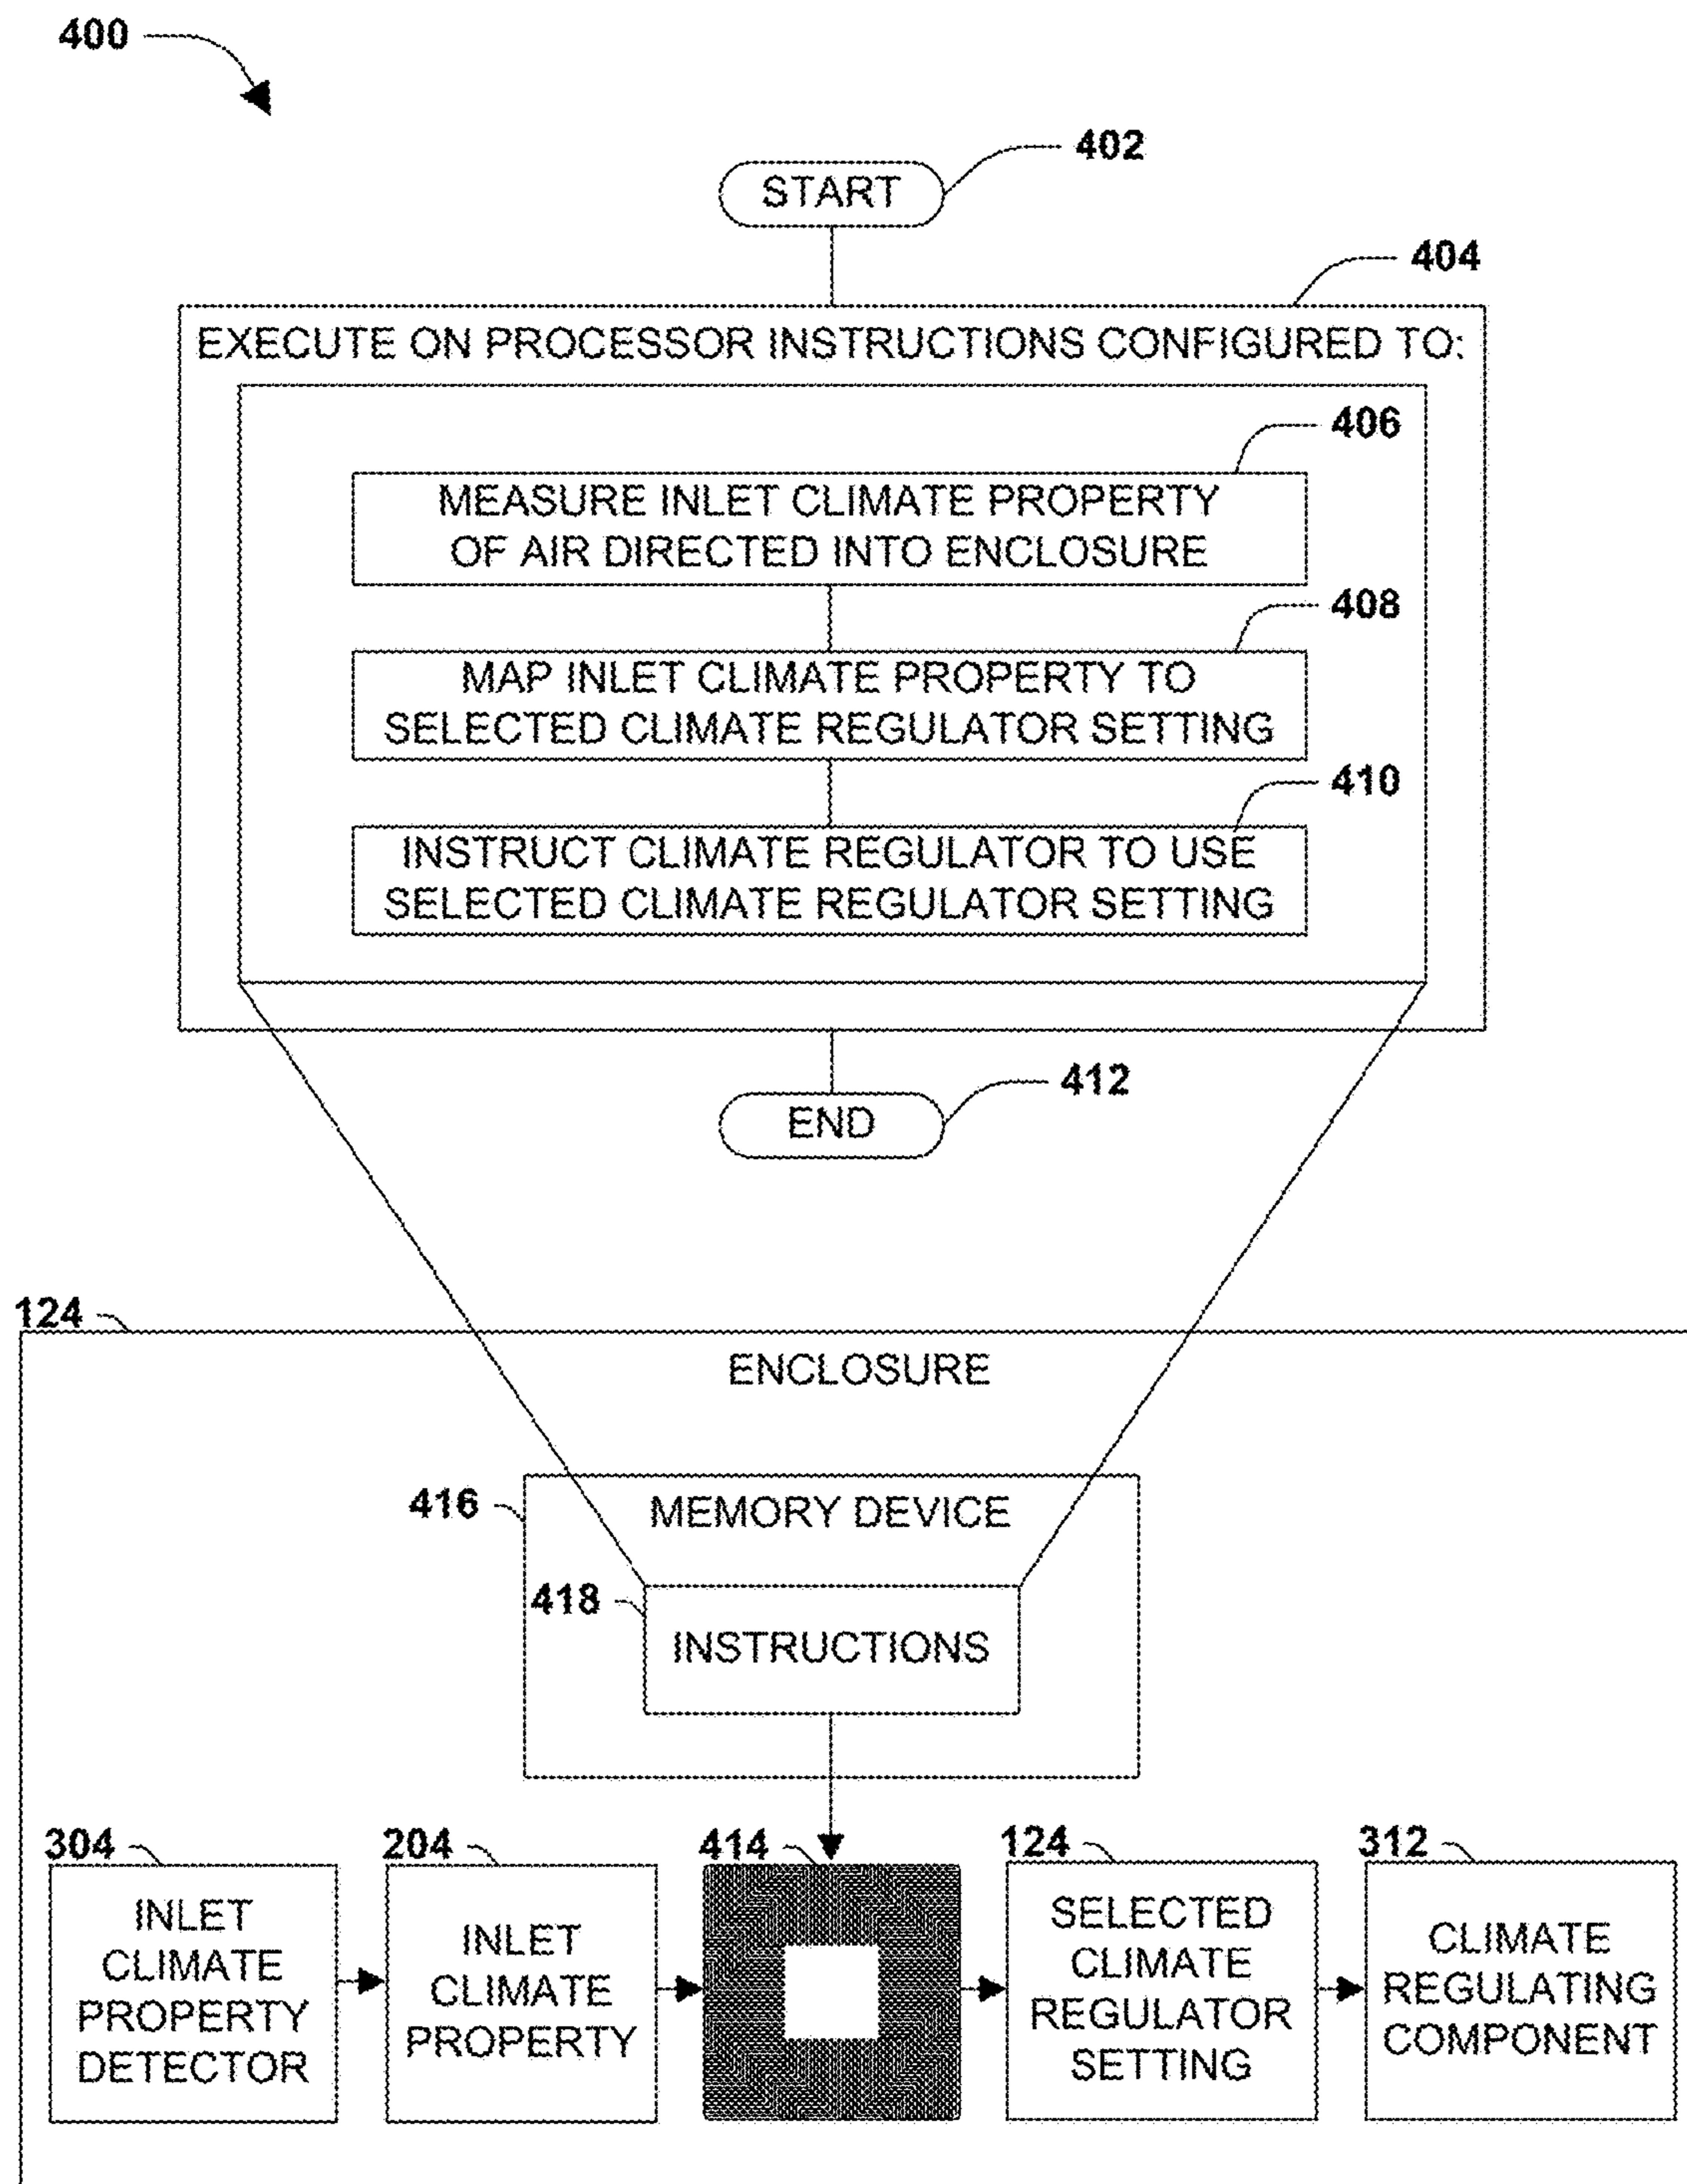 400
402
START
404
EXECUTE ON PROCESSOR INSTRUCTIONS CONFIGURED TO:
406
MEASURE INLET CLIMATE PROPERTY
OF AIR DIRECTED INTO ENCLOSURE
408
MAP INLET CLIMATE PROPERTY TO
SELECTED CLIMATE REGULATOR SETTING
410
INSTRUCT CLIMATE REGULATOR TO USE
SELECTED CLIMATE REGULATOR SETTING
412
END
124
ENCLOSURE
416
MEMORY DEVICE
418
INSTRUCTIONS
304
INLET
CLIMATE
PROPERTY
DETECTOR
204
INLET
CLIMATE
PROPERTY
414
124
SELECTED
CLIMATE
REGULATOR
SETTING
312
CLIMATE
REGULATING
COMPONENT